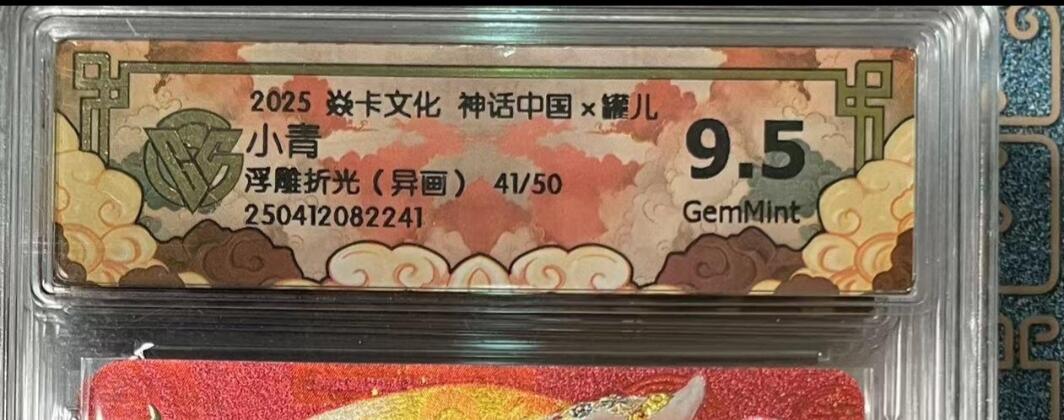 2025 焱卡文化 神话中国×罐儿
小青
浮雕折光（异画） 41/50
250412082241
9.5
GemMint